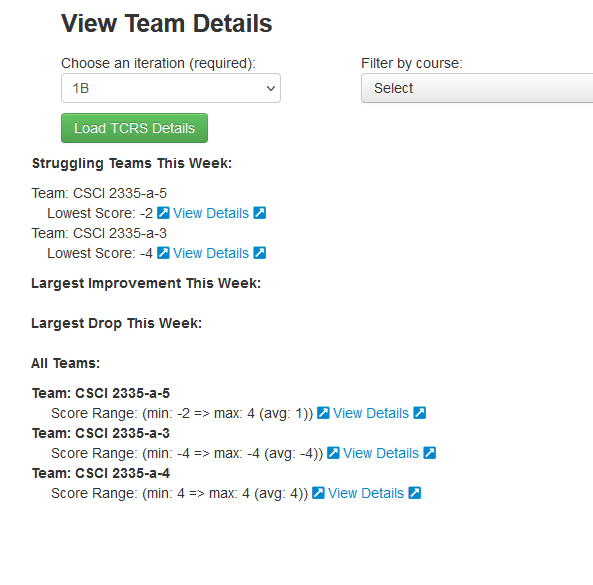 View Team Details
Choose an iteration (required): Filter by course:
1B Select
Load TCRS Details
Struggling Teams This Week:
Team: CSCI 2335-a-5
Lowest Score: -2 View Details
Team: CSCI 2335-a-3
Lowest Score: -4 View Details
Largest Improvement This Week:
Largest Drop This Week:
All Teams:
Team: CSCI 2335-a-5
Score Range: (min: -2 => max: 4 (avg: 1)) View Details
Team: CSCI 2335-a-3
Score Range: (min: -4 => max: -4 (avg: -4)) View Details
Team: CSCI 2335-a-4
Score Range: (min: 4 => max: 4 (avg: 4)) View Details